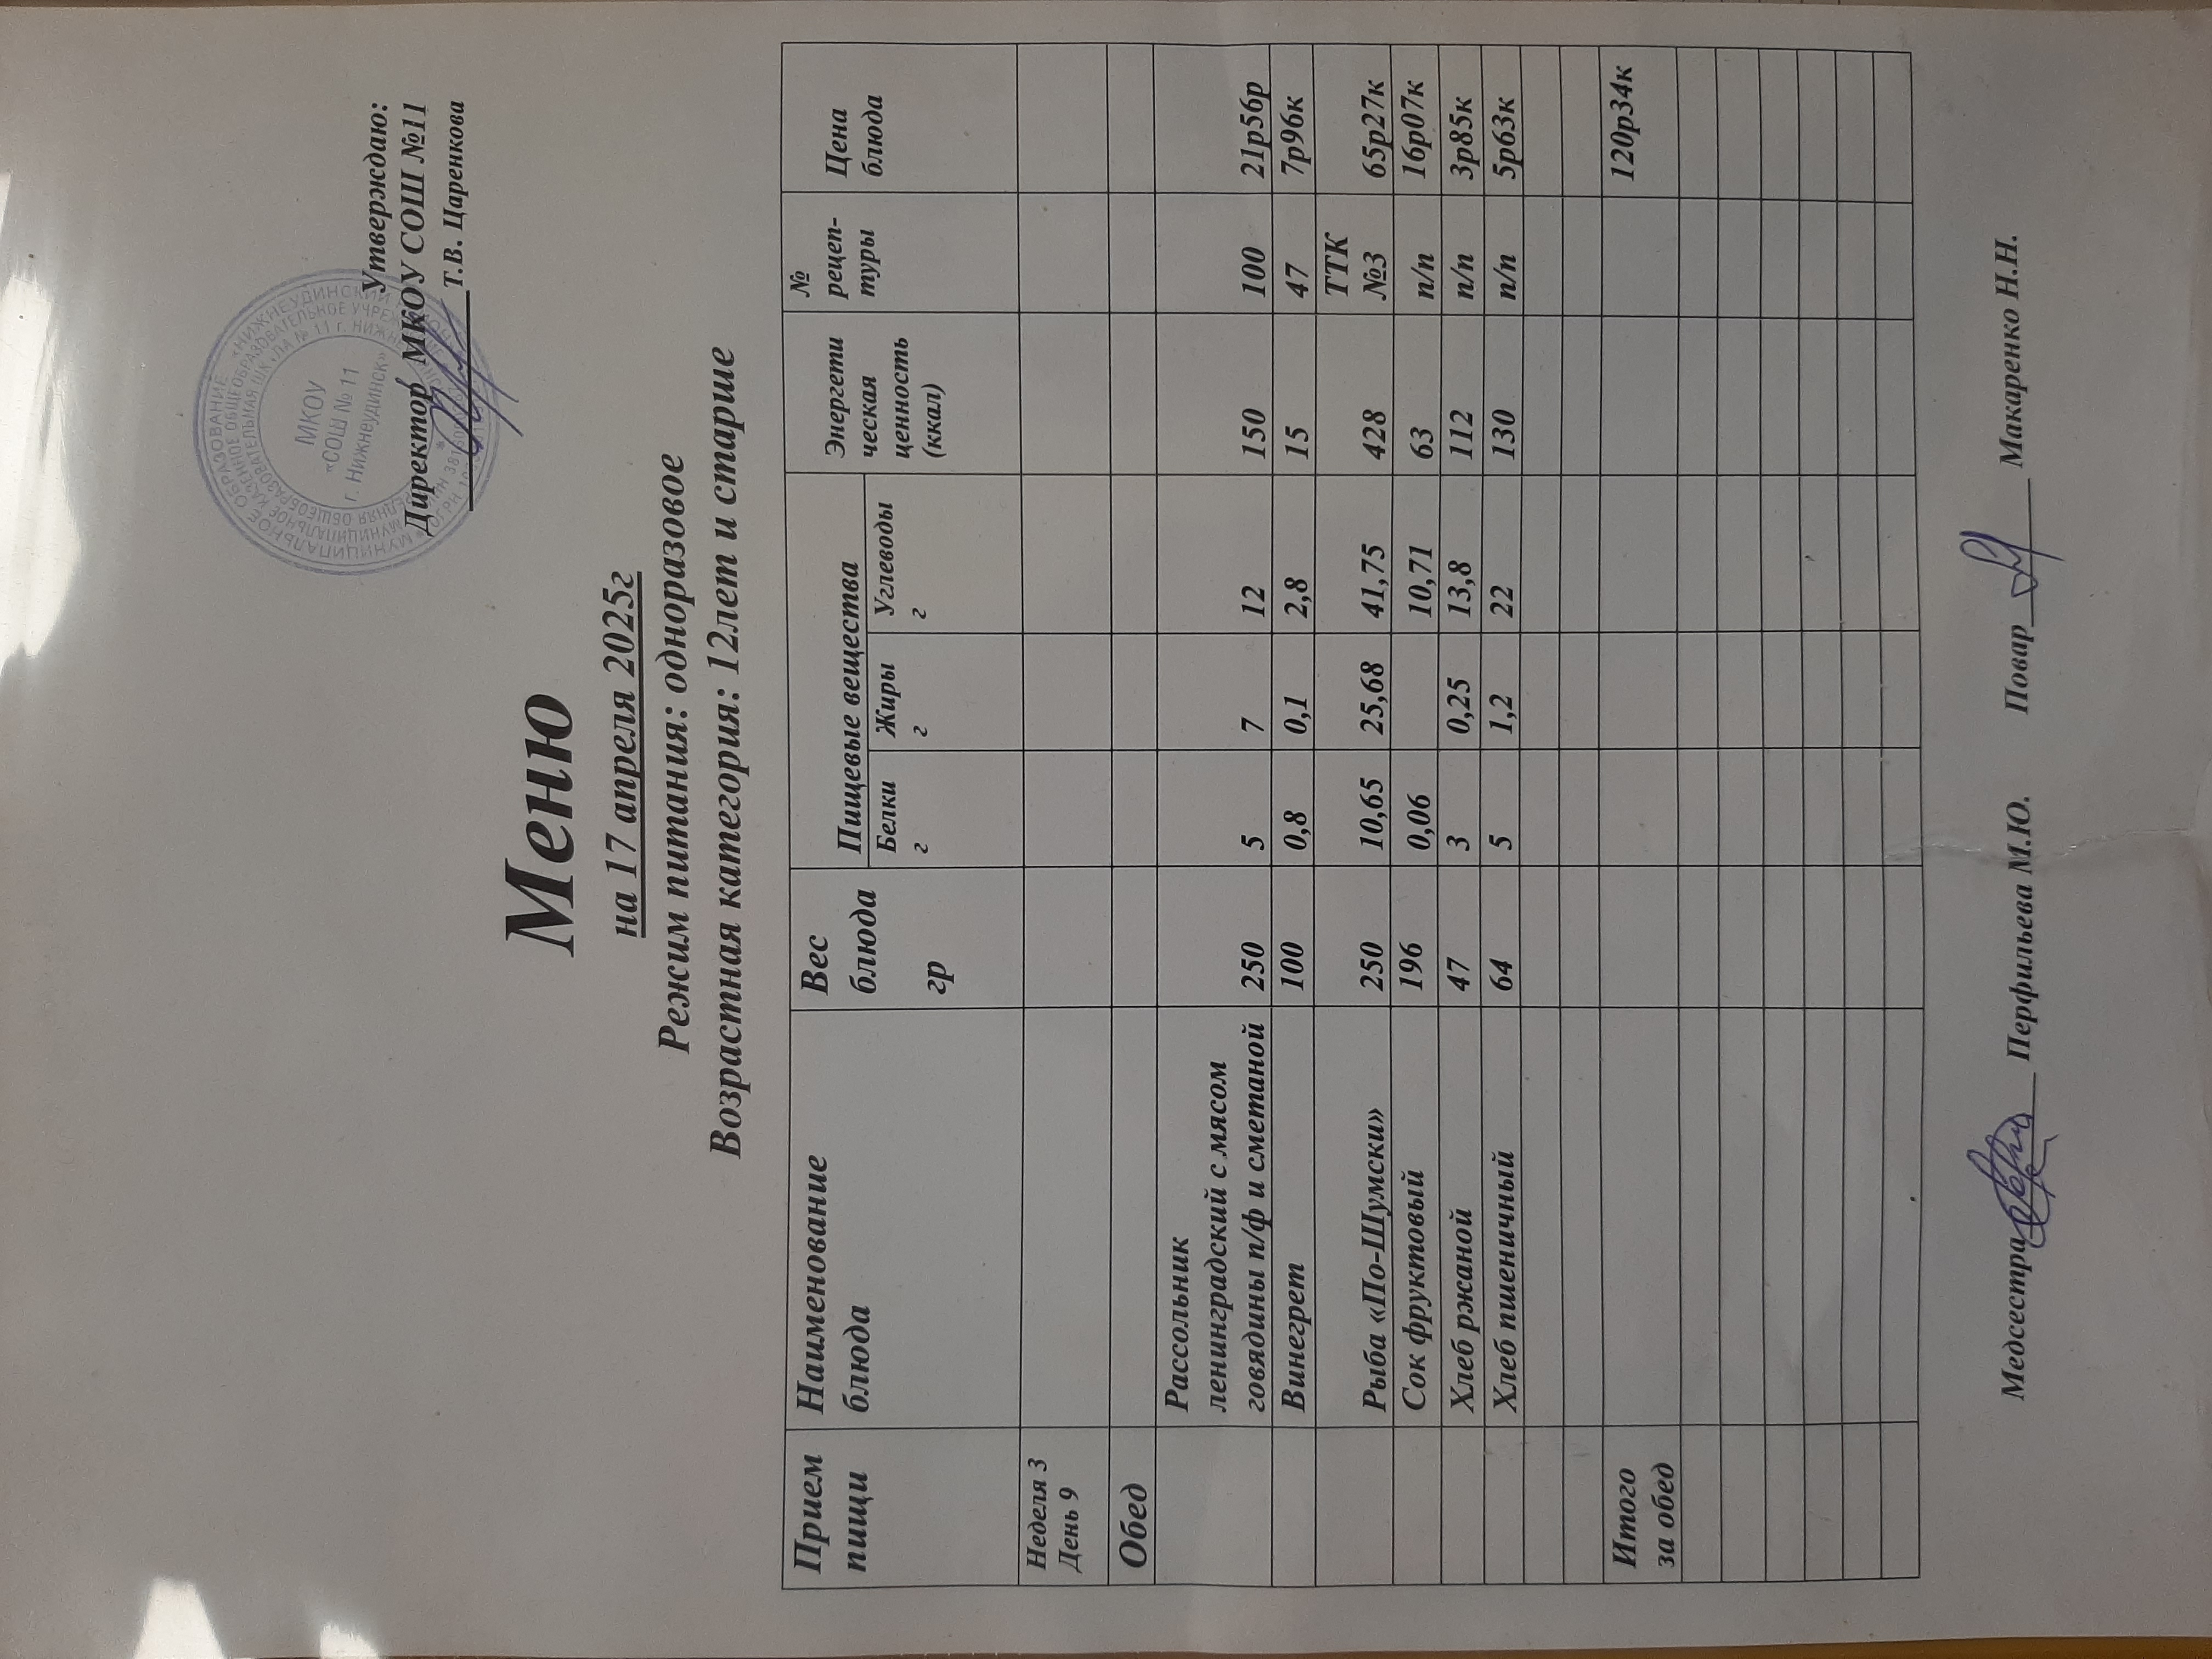 Утверждаю:
Директор МКОУ СОШ №11
Т.В. Царенкова
МКОУ
«СОШ № 11
г. Нижнеудинск»
Меню
на 17 апреля 2025г
Режим питания: одноразовое
Возрастная категория: 12лет и старше
Прием пищи Наименование блюда Вес блюда гр Пищевые вещества Энергети ческая ценность (ккал) № рецеп- туры Цена блюда
Белки г Жиры г Углеводы г
Неделя 3
День 9
Обед
Рассольник
ленинградский с мясом
говядины п/ф и сметаной 250 5 7 12 150 100 21р56р
Винегрет 100 0,8 0,1 2,8 15 47 7р96к
ТТК
Рыба «По-Шумски» 250 10,65 25,68 41,75 428 №3 65р27к
Сок фруктовый 196 0,06 10,71 63 п/п 16р07к
Хлеб ржаной 47 3 0,25 13,8 112 п/п 3р85к
Хлеб пшеничный 64 5 1,2 22 130 п/п 5р63к
Итого 120р34к
за обед
Медсестра Перфильева М.Ю. Повар Макаренко Н.Н.